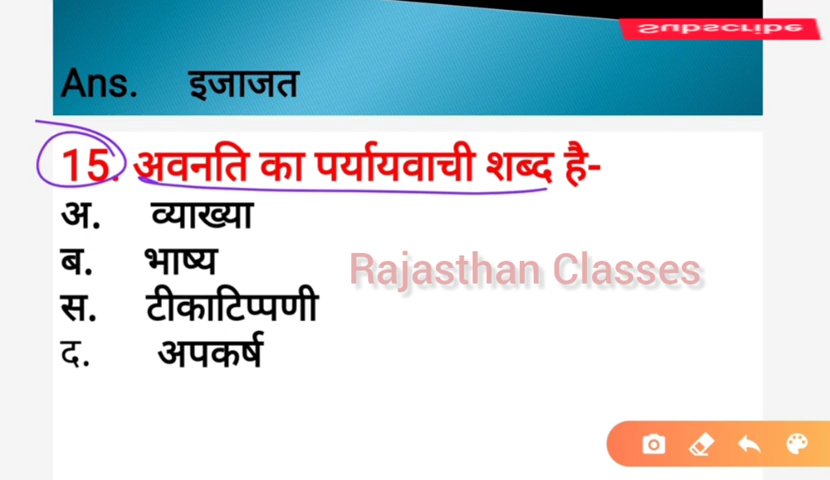 Subscribe
Ans. इजाजत
15. अवनति का पर्यायवाची शब्द है-
अ. व्याख्या
ब. भाष्य
Rajasthan Classes
स. टीकाटिप्पणी
द. अपकर्ष